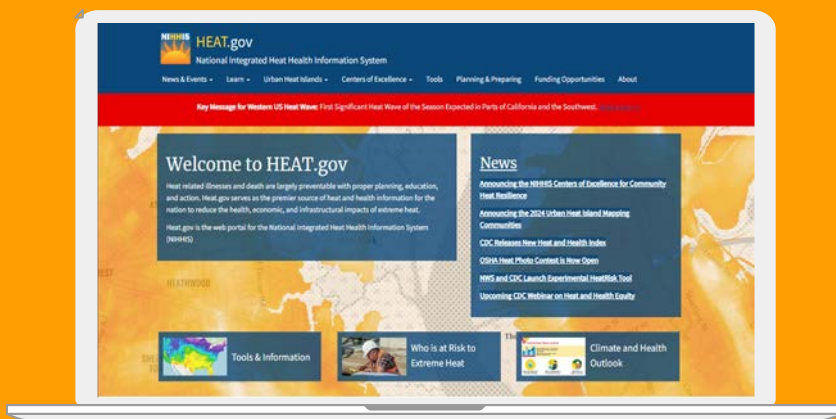 NIHHIS
HEAT.gov
National Integrated Heat Health Information System
News & Events
Learn
Urban Heat Islands
Centers of Excellence
Tools
Planning & Preparing
Funding Opportunities
About
Key Message for Western US Heat Wave: First Significant Heat Wave of the Season Expected in Parts of California and the Southwest.
Welcome to HEAT.gov
Heat related illnesses and death are largely preventable with proper planning, education,
and action. Heat.gov serves as the premier source of heat and health information for the
nation to reduce the health, economic, and infrastructural impacts of extreme heat.
Heat.gov is the web portal for the National Integrated Heat Health Information System
(NIHHIS)
News
Announcing the NIHHIS Centers of Excellence for Community
Heat Resilience
Announcing the 2024 Urban Heat Island Mapping
Communities
CDC Releases New Heat and Health Index
OSHA Heat Photo Contest is Now Open
NWS and CDC Launch Experimental HeatRisk Tool
Upcoming CDC Webinar on Heat and Health Equity
HEATHWOOD
Tools & Information
Who is at Risk to
Extreme Heat
Climate and Health
Outlook